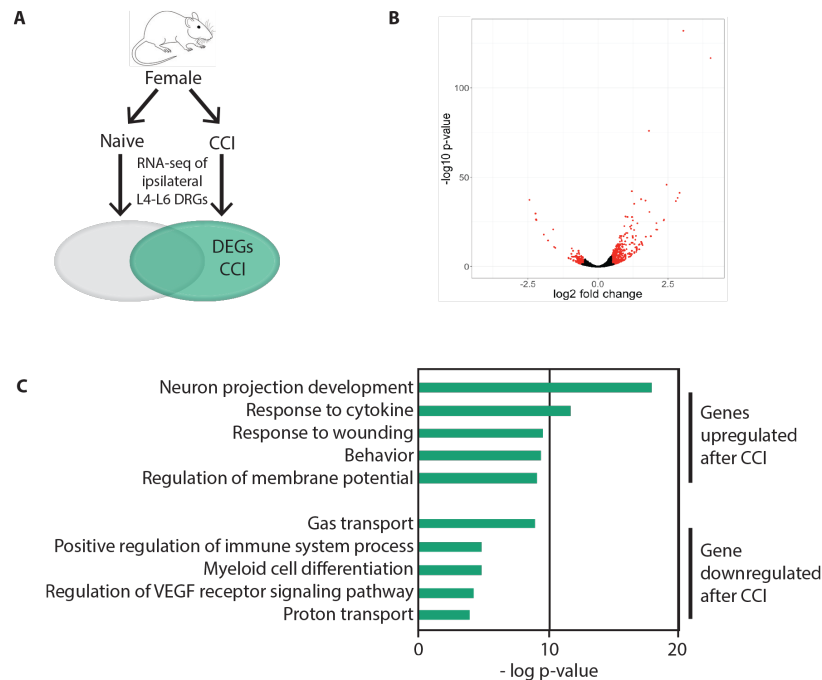 A
Female
Naive
CCI
RNA-seq of
ipsilateral
L4-L6 DRGs
DEGs
CCI
B
-log10 p-value
100
50
0
-2.5
0.0
2.5
log2 fold change
C
Neuron projection development
Response to cytokine
Response to wounding
Behavior
Regulation of membrane potential
Genes
upregulated
after CCI
Gas transport
Positive regulation of immune system process
Myeloid cell differentiation
Regulation of VEGF receptor signaling pathway
Proton transport
Gene
downregulated
after CCI
0
10
20
- log p-value